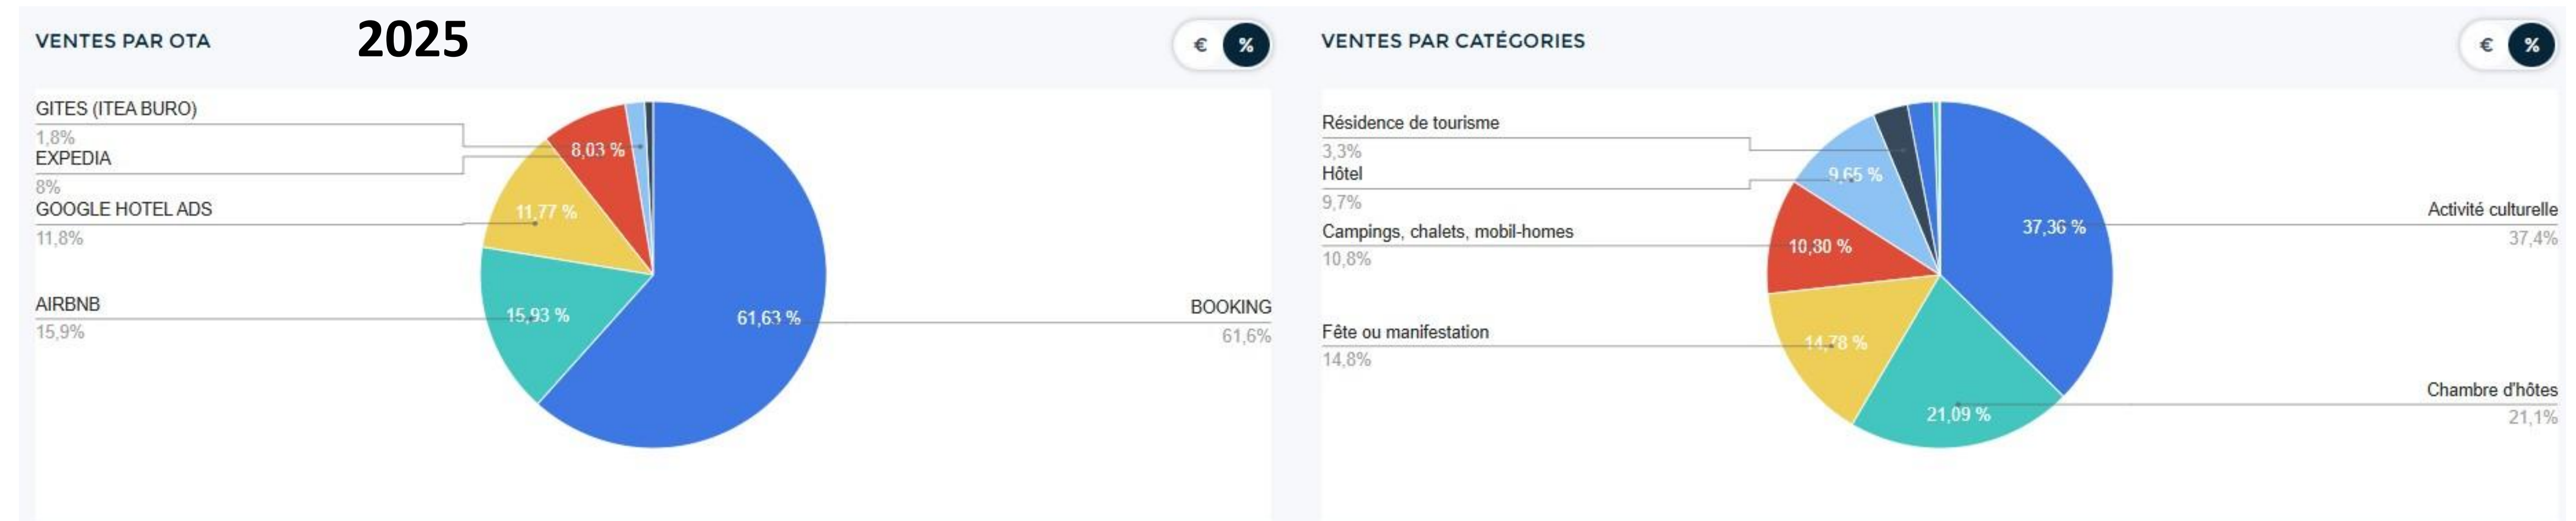 VENTES PAR OTA
2025
€ %
GITES (ITEA BURO)
1,8%
EXPEDIA
8%
GOOGLE HOTEL ADS
11,8%
AIRBNB
15,9%
8,03 %
11,77 %
15,93 %
61,63 %
BOOKING
61,6%
VENTES PAR CATÉGORIES
€ %
Résidence de tourisme
3,3%
Hôtel
9,7%
Campings, chalets, mobil-homes
10,8%
Fête ou manifestation
14,8%
9,65 %
10,80 %
14,78 %
37,36 %
21,09 %
Activité culturelle
37,4%
Chambre d'hôtes
21,1%